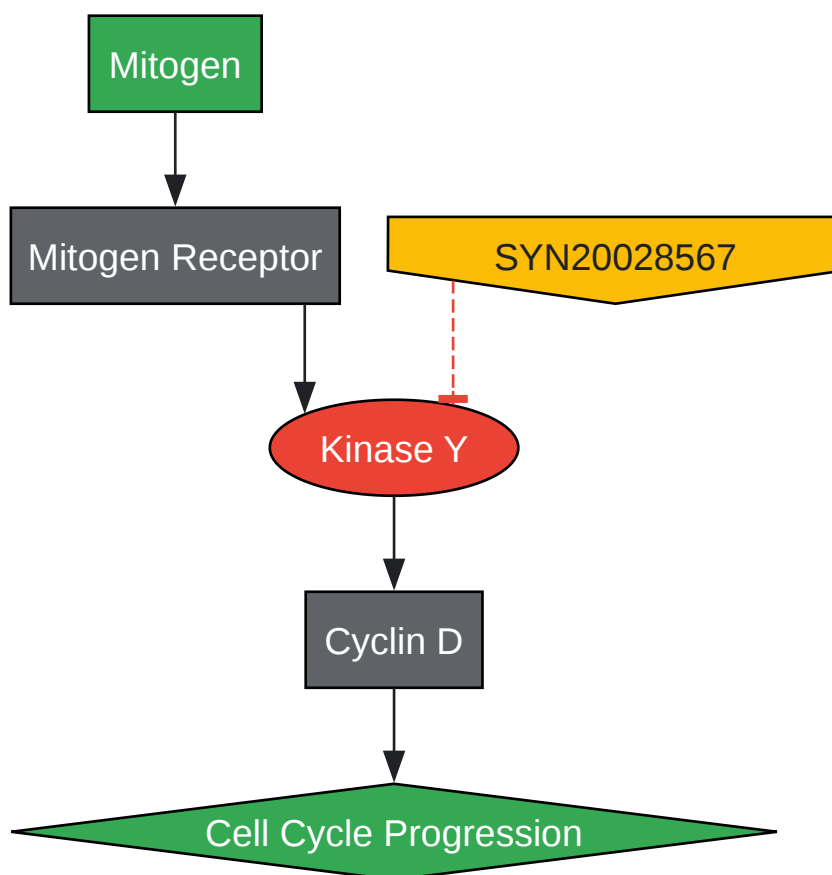 Mitogen
Mitogen Receptor
SYN20028567
Kinase Y
Cyclin D
Cell Cycle Progression